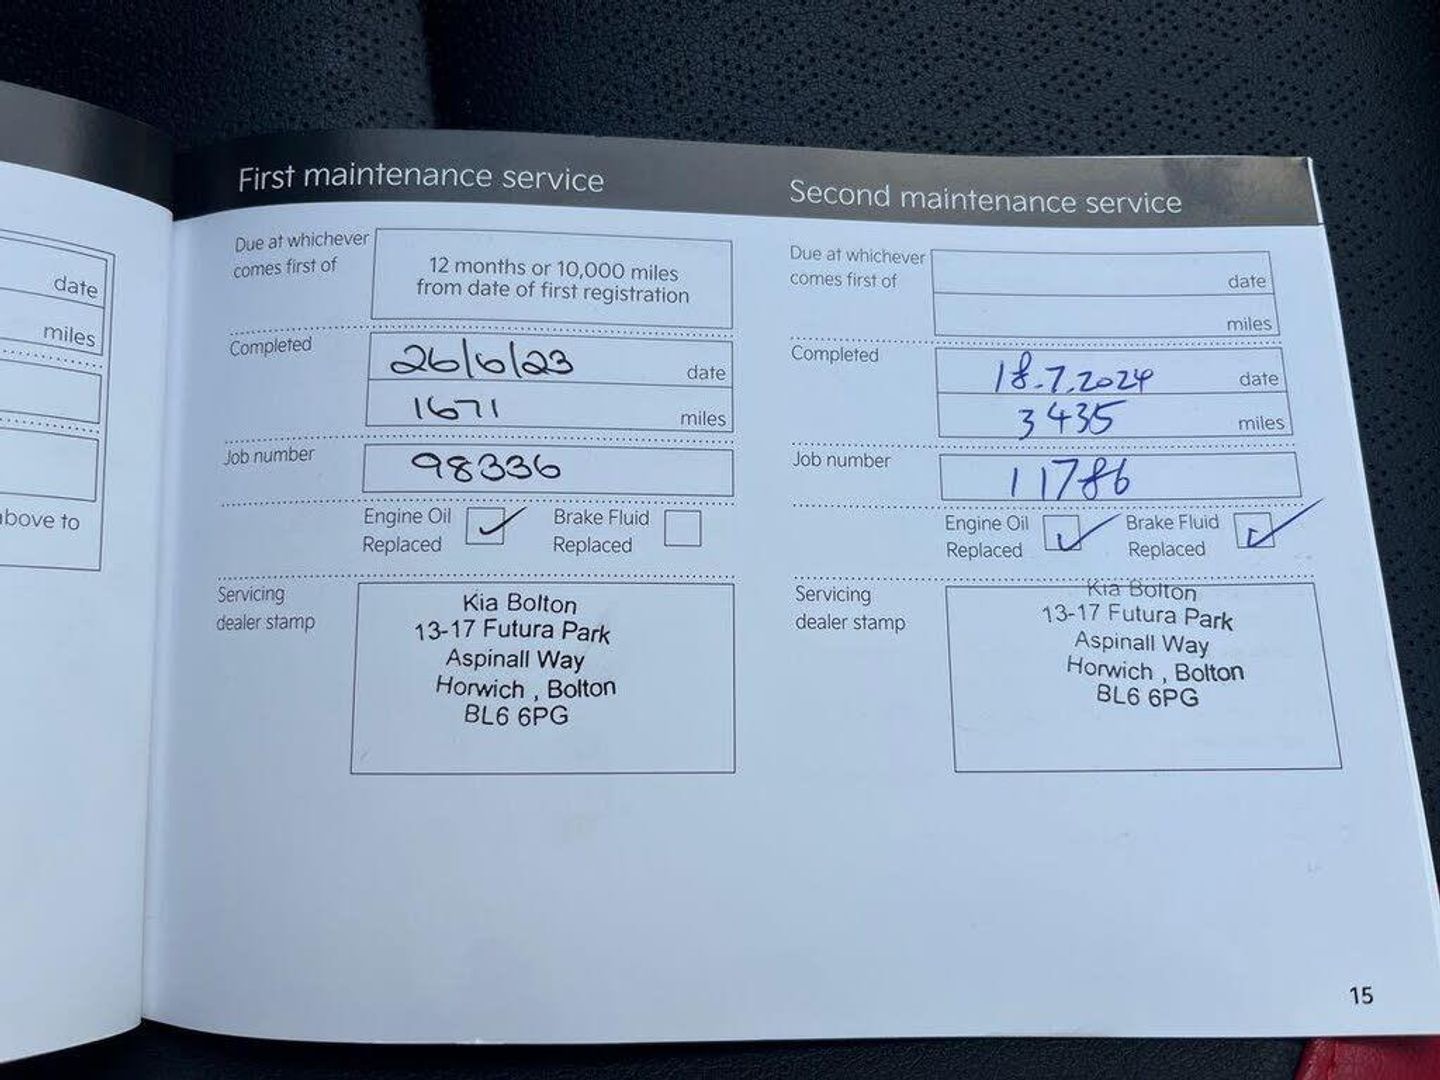 date
miles
above to
First maintenance service
Due at whichever
comes first of
12 months or 10,000 miles
from date of first registration
Completed
26/6/23 date
1671 miles
Job number
98336
Engine Oil
Replaced
Brake Fluid
Replaced
Servicing
dealer stamp
Kia Bolton
13-17 Futura Park
Aspinall Way
Horwich , Bolton
BL6 6PG
Second maintenance service
Due at whichever
comes first of
date
miles
Completed
18.7.2024 date
3435 miles
Job number
11786
Engine Oil
Replaced
Brake Fluid
Replaced
Servicing
dealer stamp
Kia Bolton
13-17 Futura Park
Aspinall Way
Horwich , Bolton
BL6 6PG
15